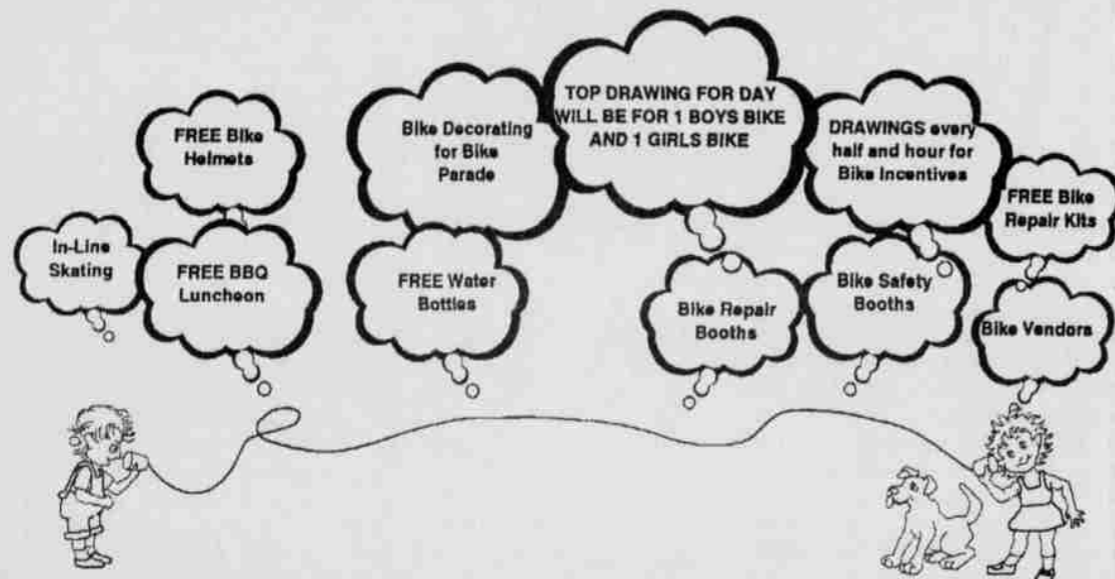 TOP DRAWING FOR DAY
WILL BE FOR 1 BOYS BIKE
AND 1 GIRLS BIKE
FREE Bike
Helmets
Bike Decorating
for Bike
Parade
DRAWINGS every
half and hour for
Bike Incentives
FREE Bike
Repair Kits
In-Line
Skating
FREE BBQ
Luncheon
FREE Water
Bottles
Bike Repair
Booths
Bike Safety
Booths
Bike Vendors